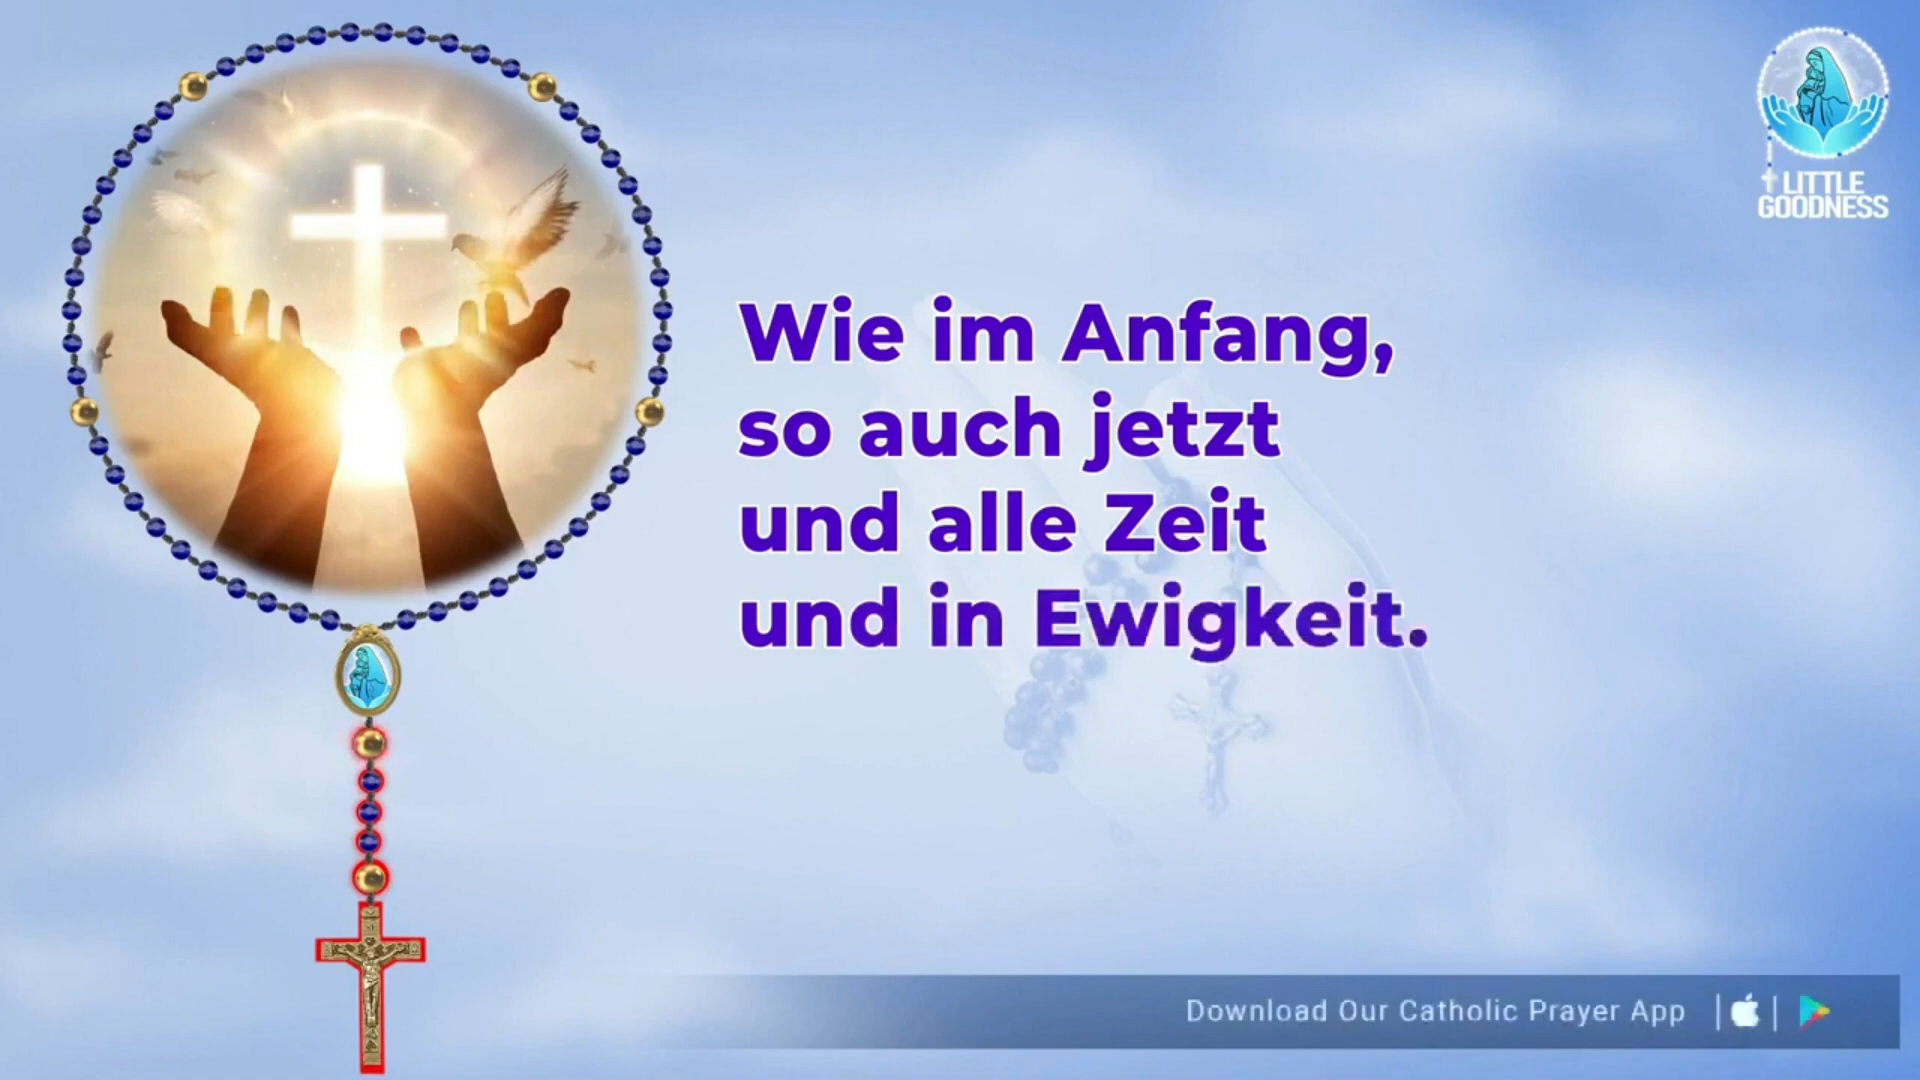 LITTLE
GOODNESS
Wie im Anfang,
so auch jetzt
und alle Zeit
und in Ewigkeit.
Download Our Catholic Prayer App